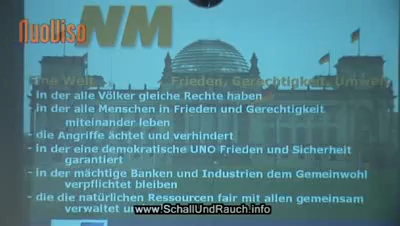 NuoViso NM
Eine Welt Frieden, Gerechtigkeit, Umwelt
- in der alle Völker gleiche Rechte haben
- in der alle Menschen in Frieden und Gerechtigkeit
miteinander leben
- die Angriffe ächtet und verhindert
- in der eine demokratische UNO Frieden und Sicherheit
garantiert
- in der mächtige Banken und Industrien dem Gemeinwohl
verpflichtet bleiben
- die die natürlichen Ressourcen fair mit allen gemeinsam
verwaltet
www.SchallUndRauch.info